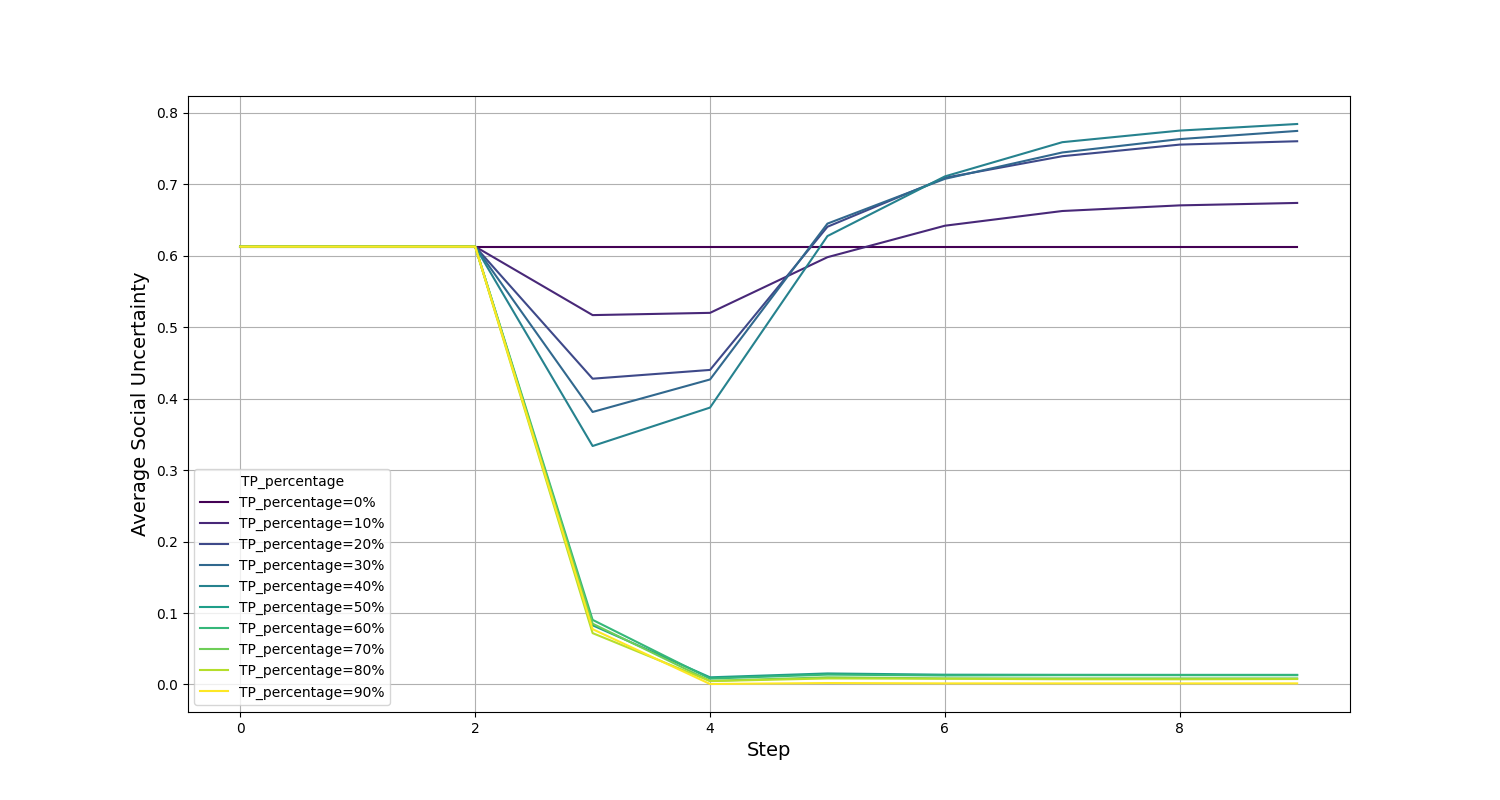 Average Social Uncertainty
0.8
0.7
0.6
0.5
0.4
0.3
0.2
0.1
0.0
TP_percentage
TP_percentage=0%
TP_percentage=10%
TP_percentage=20%
TP_percentage=30%
TP_percentage=40%
TP_percentage=50%
TP_percentage=60%
TP_percentage=70%
TP_percentage=80%
TP_percentage=90%
0 2 4 6 8
Step